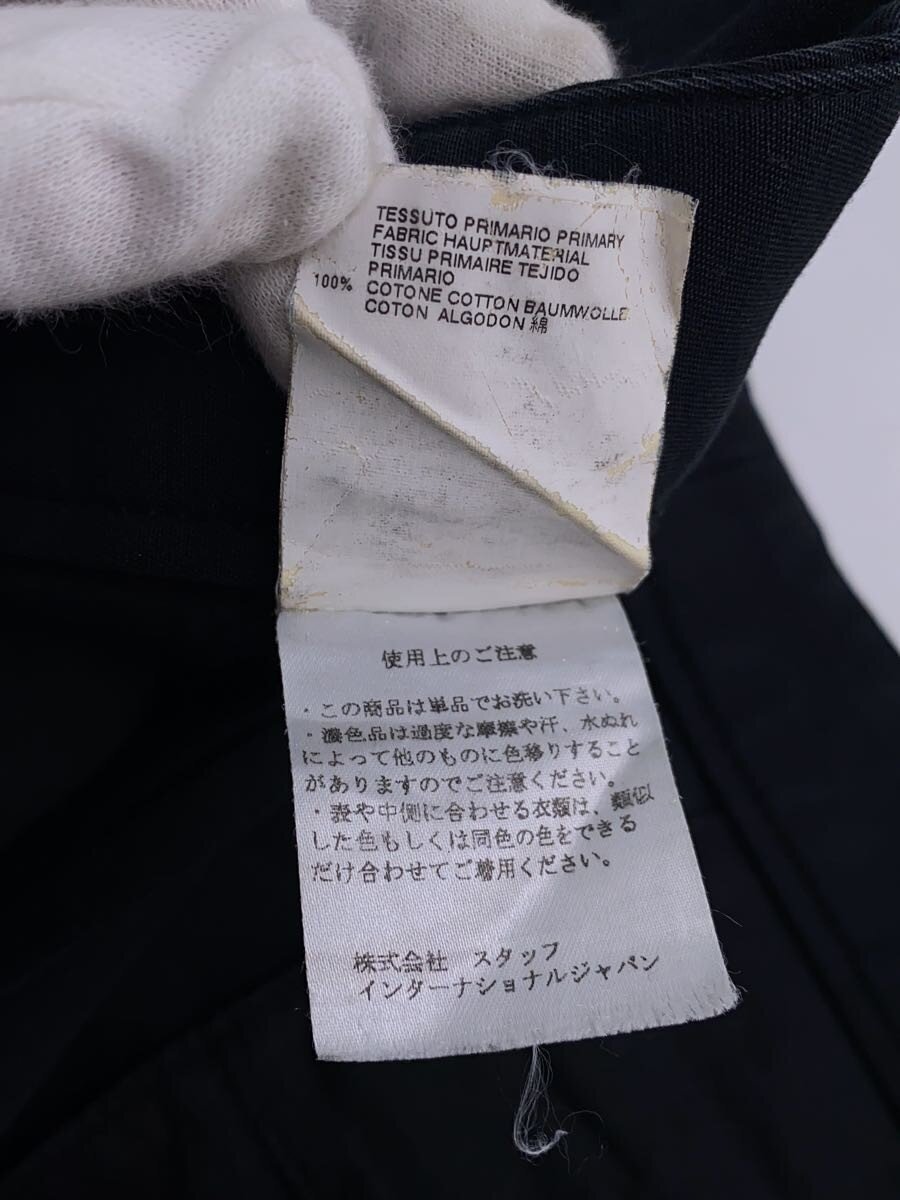 TESSUTO PRIMARIO PRIMARY
FABRIC HAUPTMATERIAL
TISSU PRIMAIRE TEJIDO
PRIMARIO
100% COTONE COTTON BAUMWOLLE
COTON ALGODON 綿
使用上のご注意
・この商品は単品でお洗い下さい。
・濃色品は過度な摩擦や汗、水ぬれ
によって他のものに色移りすること
がありますのでご注意ください。
・表や中側に合わせる衣類は、類似
した色もしくは同色の色をできる
だけ合わせてご着用ください。
株式会社 スタッフ
インターナショナルジャパン